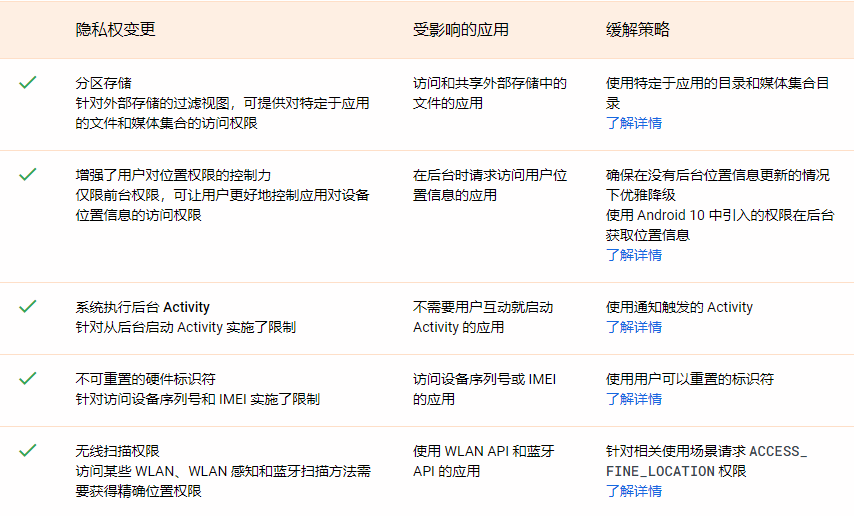 隐私权变更
受影响的应用
缓解策略
分区存储
针对外部存储的过滤视图，可提供对特定于应用
的文件和媒体集合的访问权限
访问和共享外部存储中的
文件的应用
使用特定于应用的目录和媒体集合目
录
了解详情
增强了用户对位置权限的控制力
仅限前台权限，可让用户更好地控制应用对设备
位置信息的访问权限
在后台时请求访问用户位
置信息的应用
确保在没有后台位置信息更新的情况
下优雅降级
使用 Android 10 中引入的权限在后台
获取位置信息
了解详情
系统执行后台 Activity
针对从后台启动 Activity 实施了限制
不需要用户互动就启动
Activity 的应用
使用通知触发的 Activity
了解详情
不可重置的硬件标识符
针对访问设备序列号和 IMEI 实施了限制
访问设备序列号或 IMEI
的应用
使用用户可以重置的标识符
了解详情
无线扫描权限
访问某些 WLAN、WLAN 感知和蓝牙扫描方法需
要获得精确位置权限
使用 WLAN API 和蓝牙
API 的应用
针对相关使用场景请求 ACCESS_
FINE_LOCATION 权限
了解详情